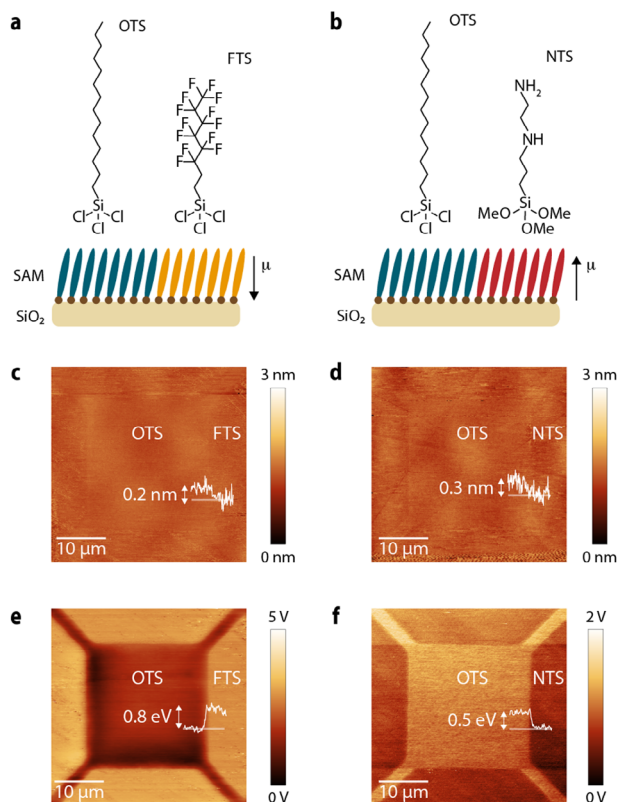 a
OTS
FTS
F F
F F
F F
F F
F F
F F
F
Si
Cl Cl
Cl
Si
Cl Cl
Cl
SAM
μ
SiO₂
b
OTS
NTS
NH₂
NH
Si
Cl Cl
Cl
Si
MeO OMe
OMe
SAM
μ
SiO₂
c
OTS FTS
0.2 nm
10 μm
3 nm
0 nm
d
OTS NTS
0.3 nm
10 μm
3 nm
0 nm
e
OTS FTS
0.8 eV
10 μm
5 V
0 V
f
OTS NTS
0.5 eV
10 μm
2 V
0 V